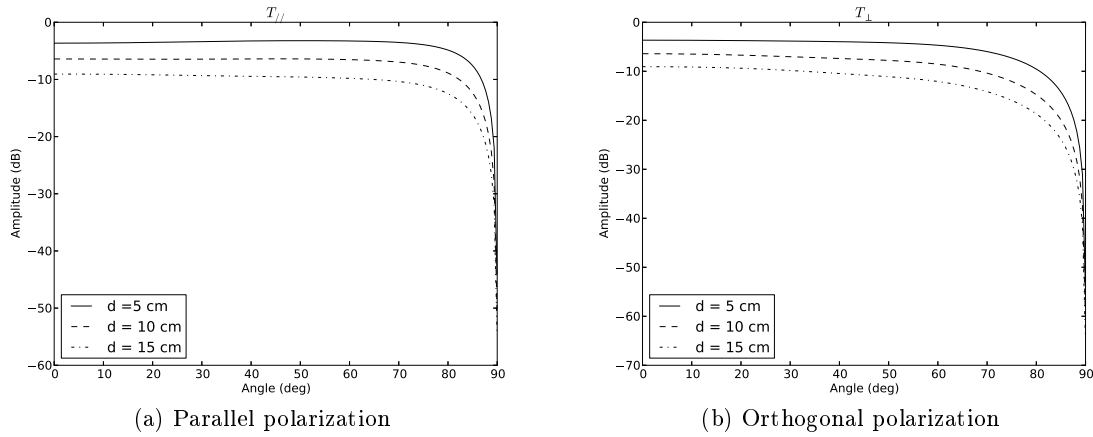 T//
0
−10
−20
−30
−40
−50
−60
Amplitude (dB)
d =5 cm
d = 10 cm
d = 15 cm
0 10 20 30 40 50 60 70 80 90
Angle (deg)
(a) Parallel polarization
T⊥
0
−10
−20
−30
−40
−50
−60
−70
Amplitude (dB)
d = 5 cm
d = 10 cm
d = 15 cm
0 10 20 30 40 50 60 70 80 90
Angle (deg)
(b) Orthogonal polarization